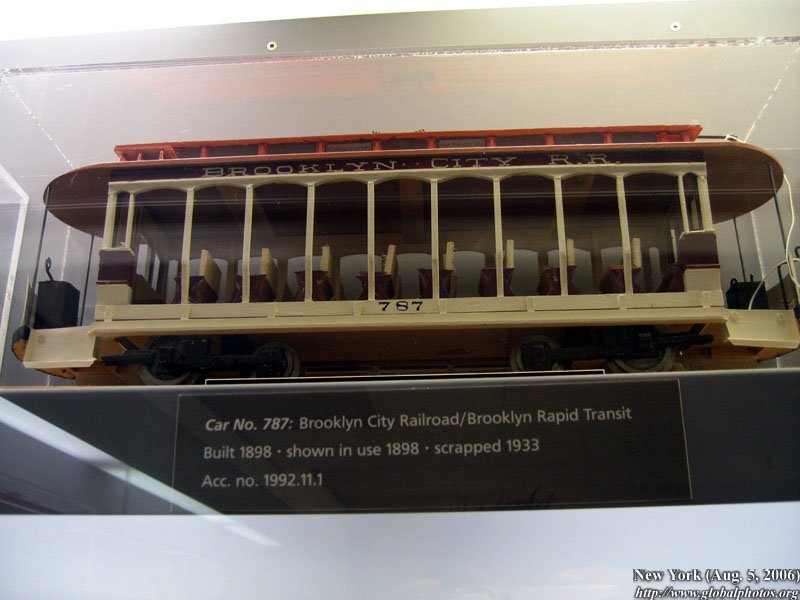 BROOKLYN CITY R.R.
787
Car No. 787: Brooklyn City Railroad/Brooklyn Rapid Transit
Built 1898 · shown in use 1898 · scrapped 1933
Acc. no. 1992.11.1
New York (Aug. 5, 2006)
http://www.globalphotos.org